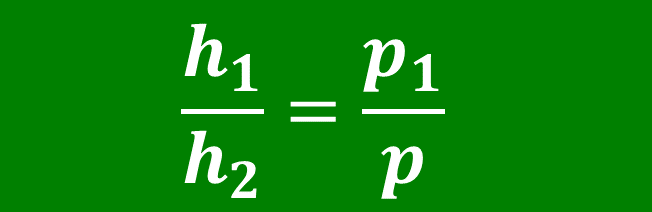 h₁/h₂ = p₁/p